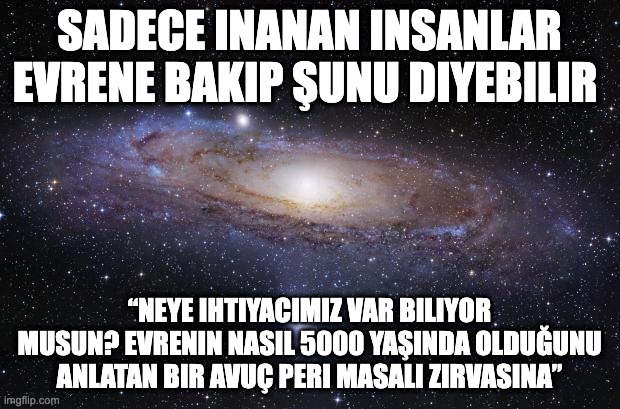 SADECE INANAN INSANLAR
EVRENE BAKIP ŞUNU DIYEBILIR
“NEYE IHTIYACIMIZ VAR BILIYOR
MUSUN? EVRENIN NASIL 5000 YAŞINDA OLDUĞUNU
ANLATAN BIR AVUÇ PERI MASALI ZIRVASINA”
imgflip.com